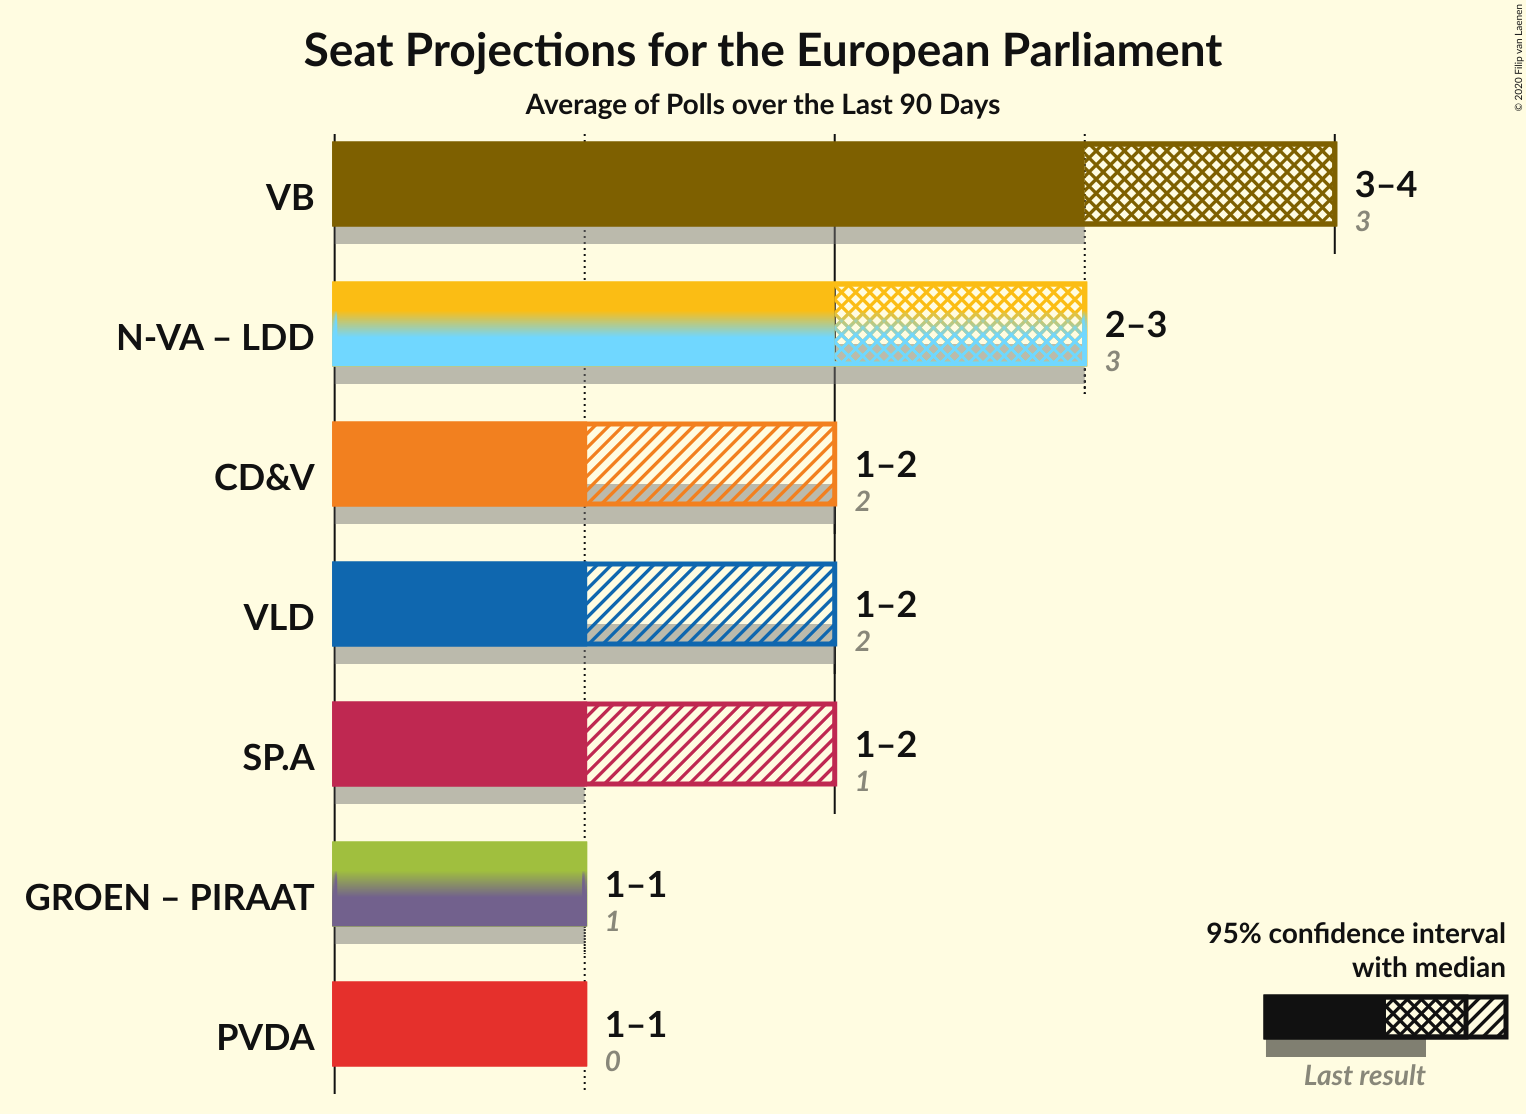 Seat Projections for the European Parliament
Average of Polls over the Last 90 Days
© 2020 Filip van Laenen
VB
3–4
3
N-VA – LDD
2–3
3
CD&V
1–2
2
VLD
1–2
2
SP.A
1–2
1
GROEN – PIRAAT
1–1
1
PVDA
1–1
0
95% confidence interval
with median
Last result